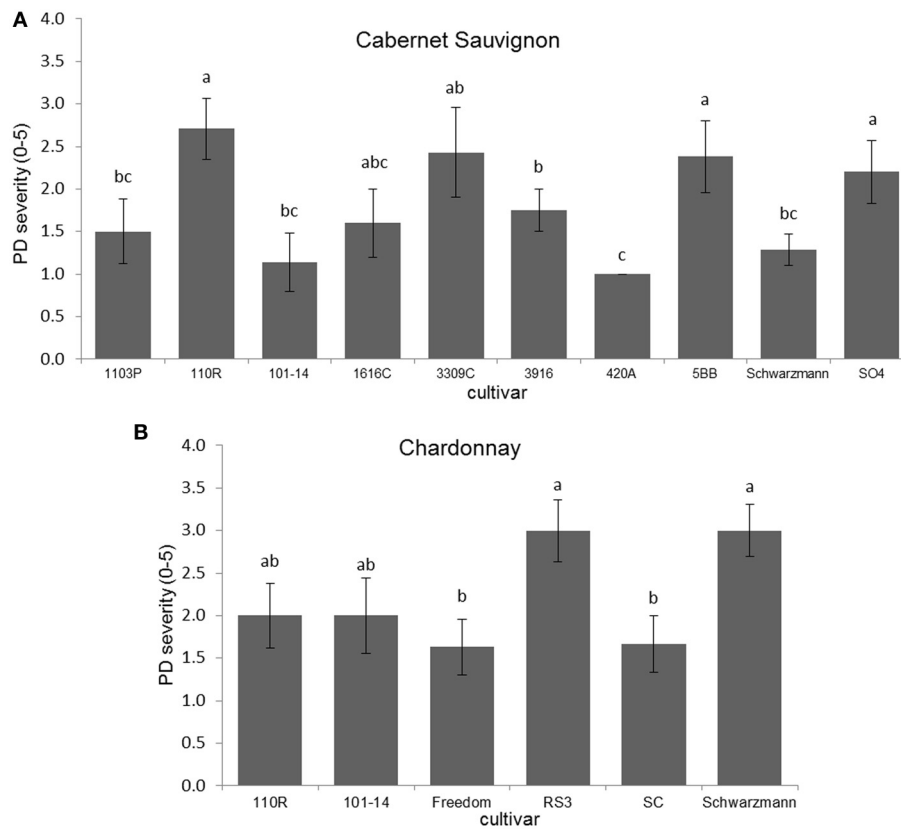 A
Cabernet Sauvignon
PD severity (0-5)
4.0
3.5
3.0
2.5
2.0
1.5
1.0
0.5
0.0
bc
a
bc
abc
ab
b
c
a
bc
a
1103P
110R
101-14
1616C
3309C
3916
420A
5BB
Schwarzmann
SO4
cultivar
B
Chardonnay
PD severity (0-5)
4.0
3.5
3.0
2.5
2.0
1.5
1.0
0.5
0.0
ab
ab
b
a
b
a
110R
101-14
Freedom
RS3
SC
Schwarzmann
cultivar